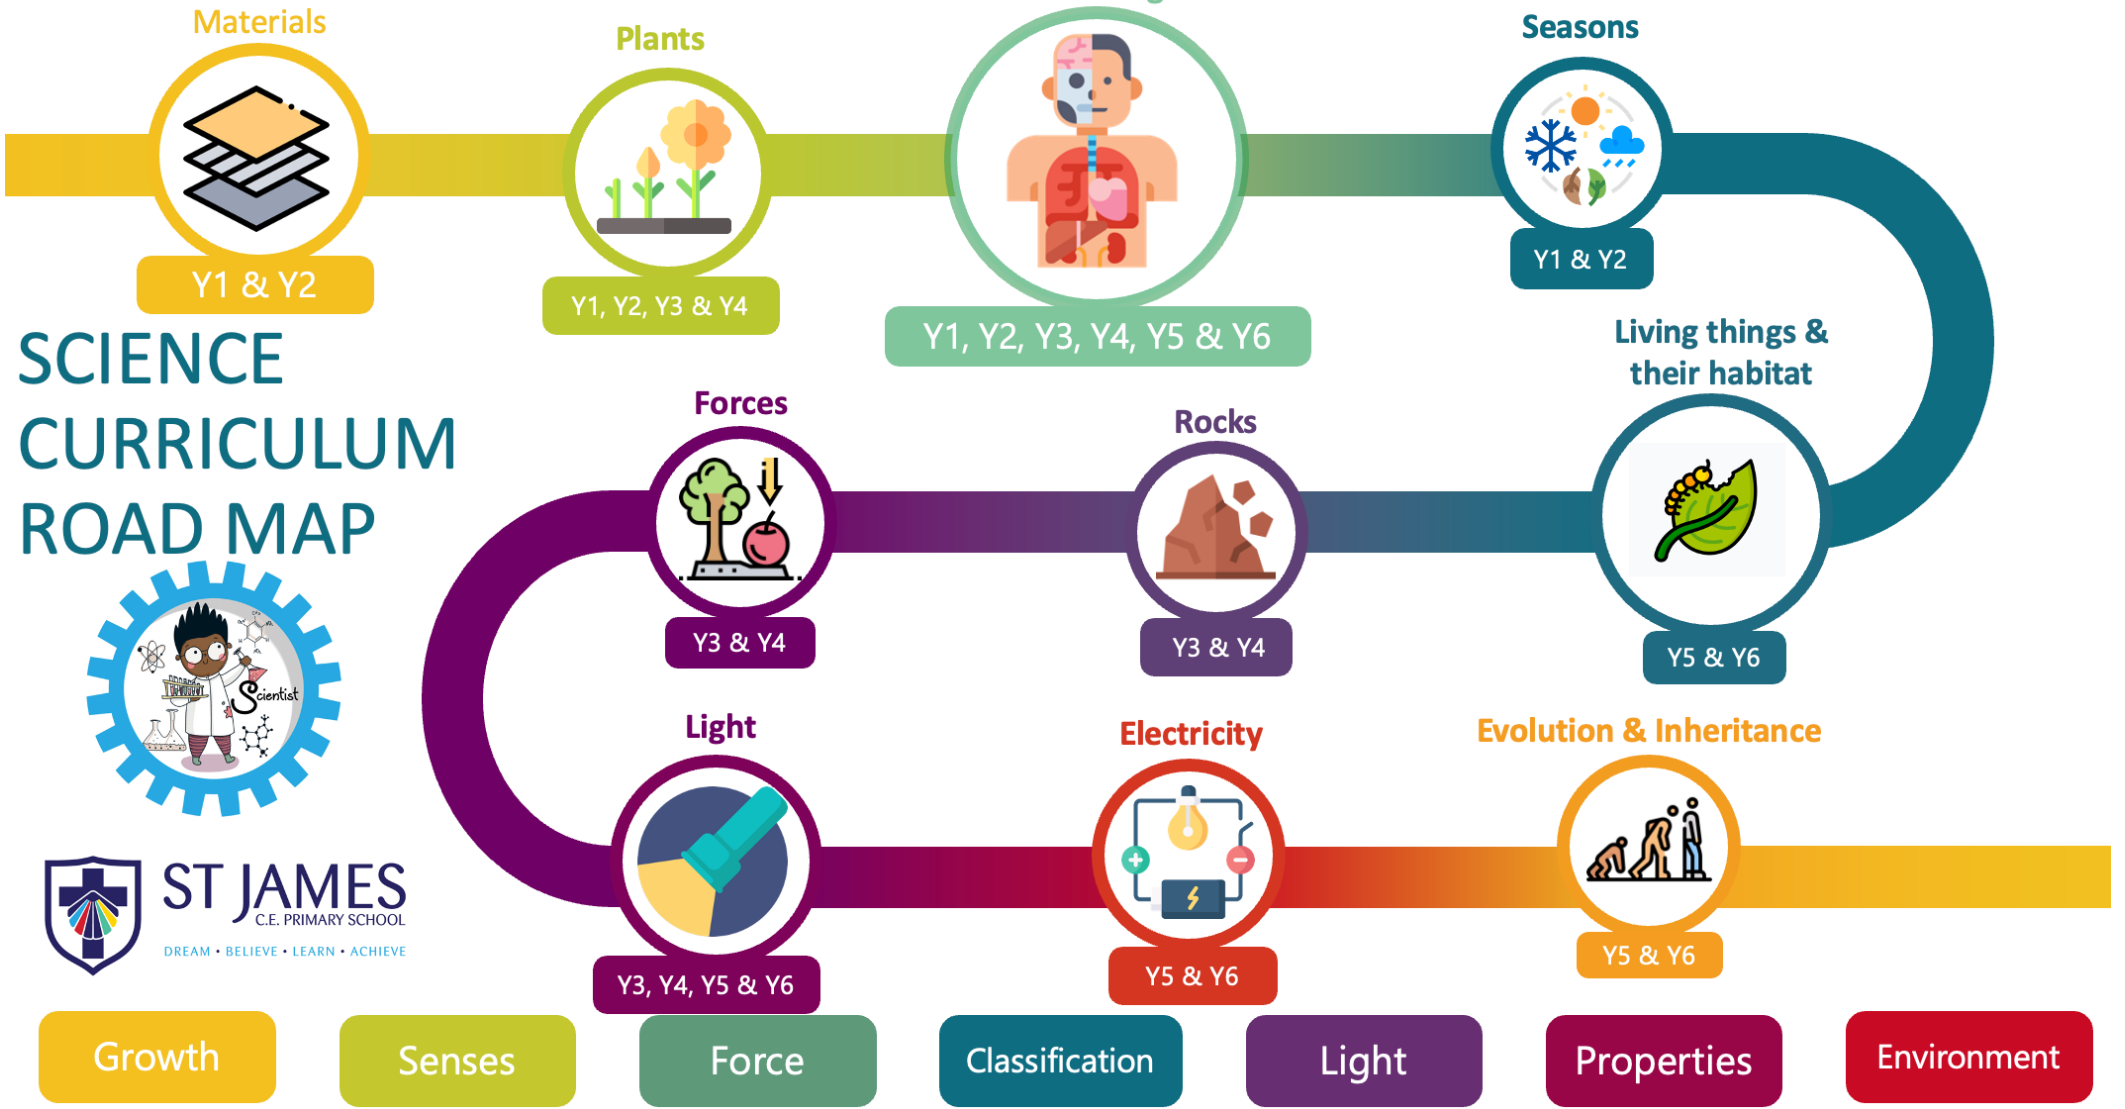 Materials
Plants
Seasons
Y1 & Y2
Y1, Y2, Y3 & Y4
Y1, Y2, Y3, Y4, Y5 & Y6
Y1 & Y2
SCIENCE
CURRICULUM
ROAD MAP
Living things &
their habitat
Forces
Rocks
Y3 & Y4
Y3 & Y4
Y5 & Y6
Scientist
Light
Electricity
Evolution & Inheritance
Y3, Y4, Y5 & Y6
Y5 & Y6
Y5 & Y6
ST JAMES
C.E. PRIMARY SCHOOL
DREAM • BELIEVE • LEARN • ACHIEVE
Growth
Senses
Force
Classification
Light
Properties
Environment